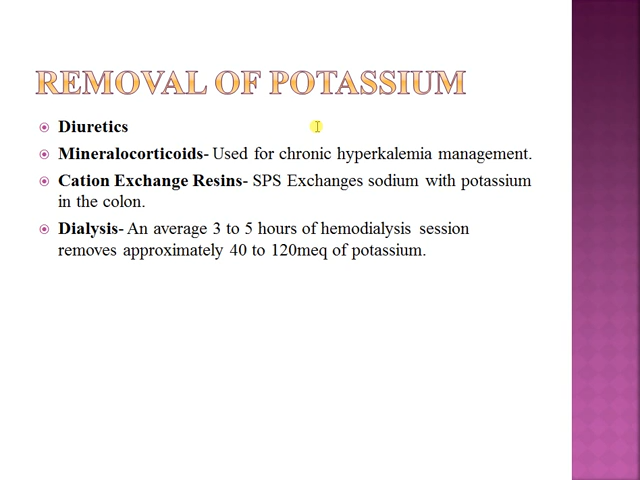 REMOVAL OF POTASSIUM
Diuretics
Mineralocorticoids- Used for chronic hyperkalemia management.
Cation Exchange Resins- SPS Exchanges sodium with potassium
in the colon.
Dialysis- An average 3 to 5 hours of hemodialysis session
removes approximately 40 to 120meq of potassium.